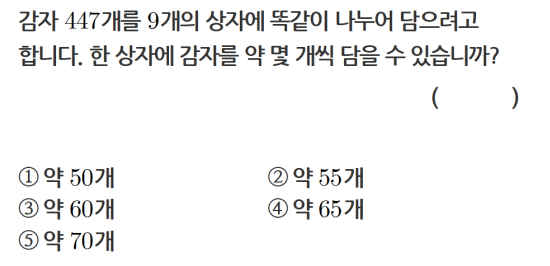 감자 447개를 9개의 상자에 똑같이 나누어 담으려고
합니다. 한 상자에 감자를 약 몇 개씩 담을 수 있습니까?
( )
① 약 50개 ② 약 55개
③ 약 60개 ④ 약 65개
⑤ 약 70개